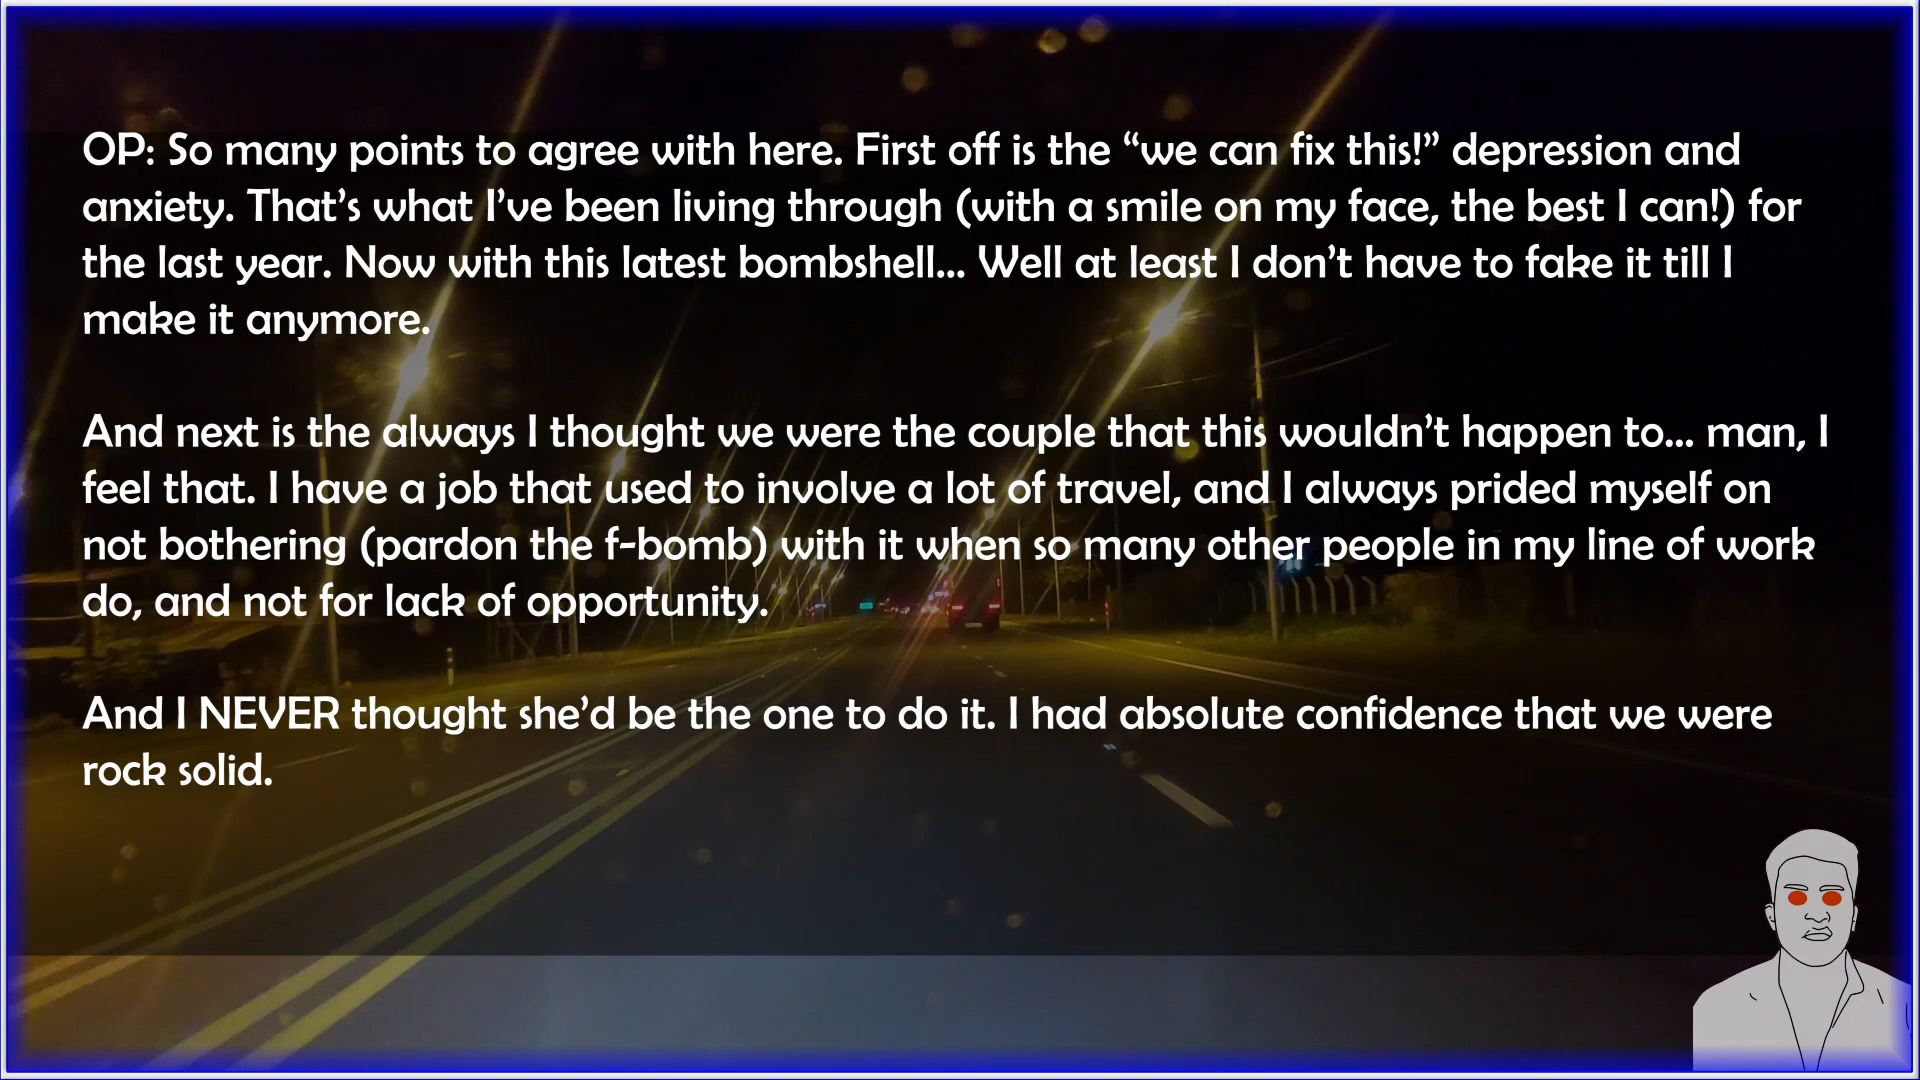 OP: So many points to agree with here. First off is the “we can fix this!” depression and
anxiety. That’s what I’ve been living through (with a smile on my face, the best I can!) for
the last year. Now with this latest bombshell... Well at least I don’t have to fake it till I
make it anymore.
And next is the always I thought we were the couple that this wouldn’t happen to... man, I
feel that. I have a job that used to involve a lot of travel, and I always prided myself on
not bothering (pardon the f-bomb) with it when so many other people in my line of work
do, and not for lack of opportunity.
And I NEVER thought she’d be the one to do it. I had absolute confidence that we were
rock solid.